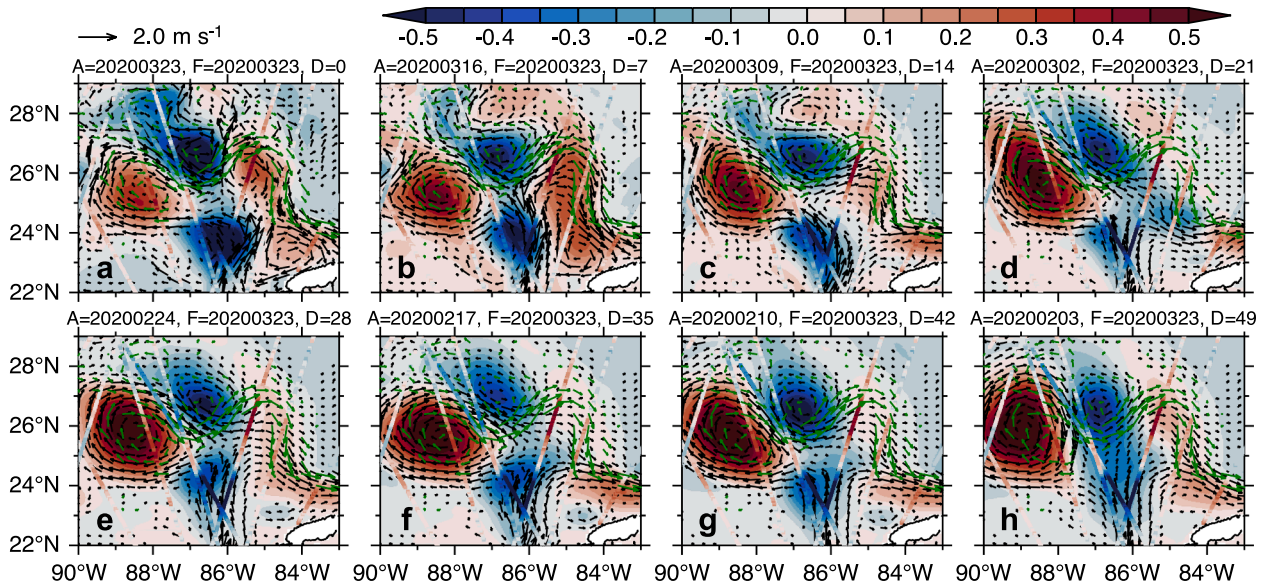 2.0 m s⁻¹
-0.5 -0.4 -0.3 -0.2 -0.1 0.0 0.1 0.2 0.3 0.4 0.5
A=20200323, F=20200323, D=0
A=20200316, F=20200323, D=7
A=20200309, F=20200323, D=14
A=20200302, F=20200323, D=21
28°N
26°N
24°N
22°N
a
b
c
d
A=20200224, F=20200323, D=28
A=20200217, F=20200323, D=35
A=20200210, F=20200323, D=42
A=20200203, F=20200323, D=49
28°N
26°N
24°N
22°N
e
f
g
h
90°W 88°W 86°W 84°W
90°W 88°W 86°W 84°W
90°W 88°W 86°W 84°W
90°W 88°W 86°W 84°W